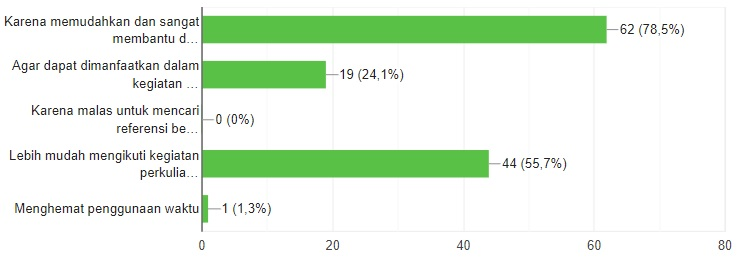 Karena memudahkan dan sangat
membantu d…
62 (78,5%)
Agar dapat dimanfaatkan dalam
kegiatan …
19 (24,1%)
Karena malas untuk mencari
referensi be…
0 (0%)
Lebih mudah mengikuti kegiatan
perkulia…
44 (55,7%)
Menghemat penggunaan waktu
1 (1,3%)
0 20 40 60 80